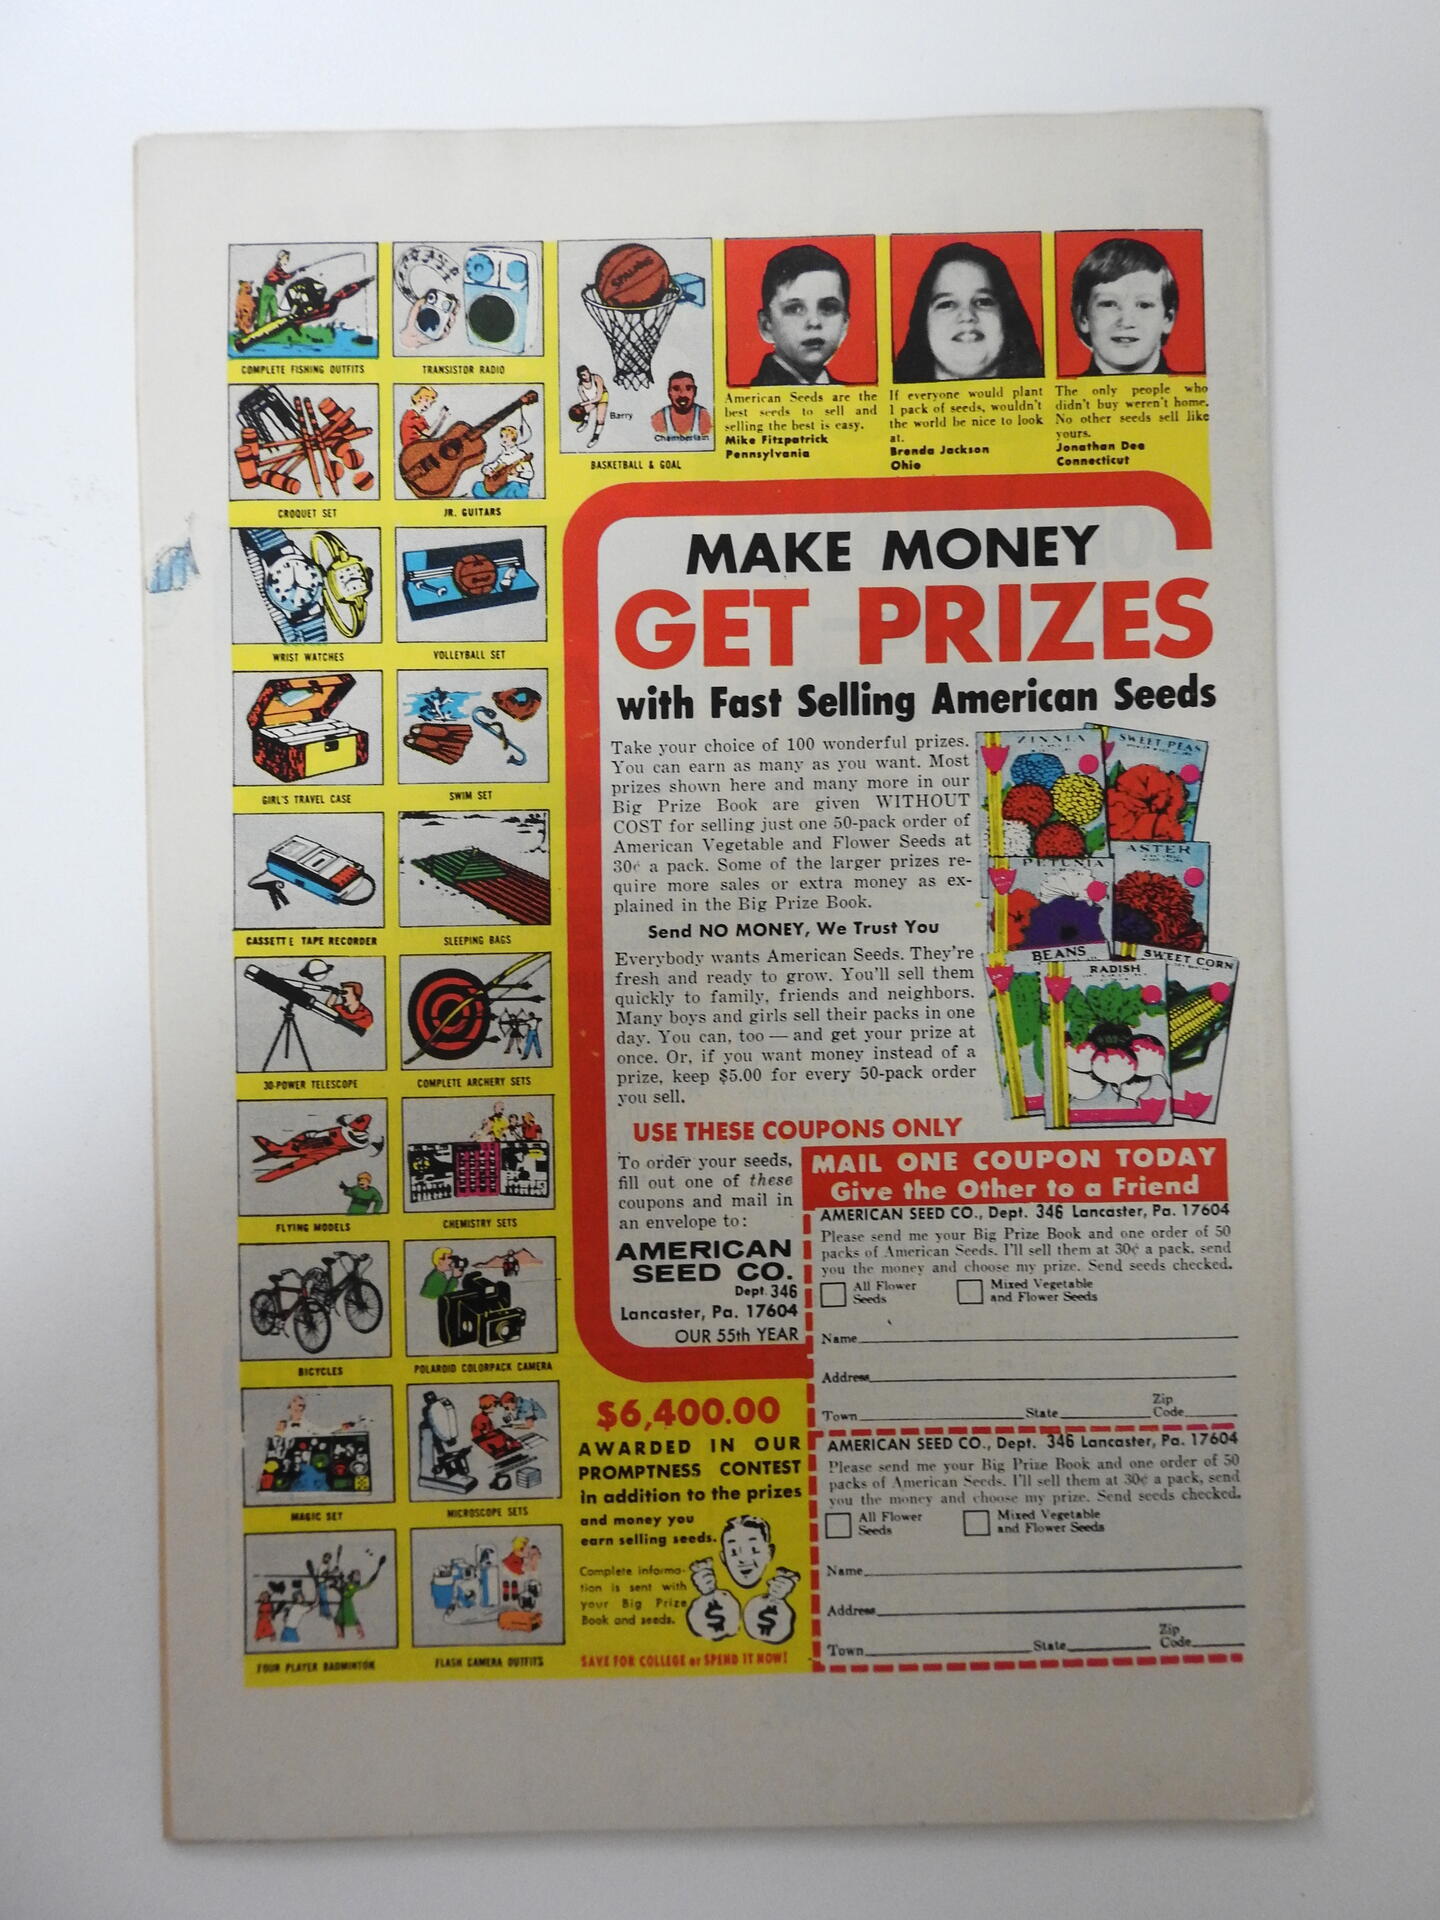 COMPLETE FISHING OUTFITS
TRANSISTOR RADIO
CROQUET SET
JR. GUITARS
WRIST WATCHES
VOLLEYBALL SET
GIRL'S TRAVEL CASE
SWIM SET
CASSETTE TAPE RECORDER
SLEEPING BAGS
30-POWER TELESCOPE
COMPLETE ARCHERY SETS
FLYING MODELS
CHEMISTRY SETS
BICYCLES
POLAROID COLORPACK CAMERA
MAGIC SET
MICROSCOPE SETS
FOUR PLAYER BADMINTON
FLASH CAMERA OUTFITS
SPALDING
Barry
Chamberlain
BASKETBALL & GOAL
American Seeds are the
best seeds to sell and
selling the best is easy.
Mike Fitzpatrick
Pennsylvania
If everyone would plant
1 pack of seeds, wouldn't
the world be nice to look
at.
Brenda Jackson
Ohio
The only people who
didn't buy weren't home.
No other seeds sell like
yours.
Jonathan Dee
Connecticut
MAKE MONEY
GET PRIZES
with Fast Selling American Seeds
Take your choice of 100 wonderful prizes.
You can earn as many as you want. Most
prizes shown here and many more in our
Big Prize Book are given WITHOUT
COST for selling just one 50-pack order of
American Vegetable and Flower Seeds at
30¢ a pack. Some of the larger prizes re-
quire more sales or extra money as ex-
plained in the Big Prize Book.
Send NO MONEY, We Trust You
Everybody wants American Seeds. They're
fresh and ready to grow. You'll sell them
quickly to family, friends and neighbors.
Many boys and girls sell their packs in one
day. You can, too — and get your prize at
once. Or, if you want money instead of a
prize, keep $5.00 for every 50-pack order
you sell.
ZINNIA
SWEET PEAS
PETUNIA
ASTER
BEANS
RADISH
SWEET CORN
USE THESE COUPONS ONLY
To order your seeds,
fill out one of these
coupons and mail in
an envelope to:
AMERICAN
SEED CO.
Dept. 346
Lancaster, Pa. 17604
OUR 55th YEAR
MAIL ONE COUPON TODAY
Give the Other to a Friend
AMERICAN SEED CO., Dept. 346 Lancaster, Pa. 17604
Please send me your Big Prize Book and one order of 50
packs of American Seeds. I'll sell them at 30¢ a pack, send
you the money and choose my prize. Send seeds checked.
All Flower Seeds
Mixed Vegetable and Flower Seeds
Name
Address
Town State Zip Code
AMERICAN SEED CO., Dept. 346 Lancaster, Pa. 17604
Please send me your Big Prize Book and one order of 50
packs of American Seeds. I'll sell them at 30¢ a pack, send
you the money and choose my prize. Send seeds checked.
All Flower Seeds
Mixed Vegetable and Flower Seeds
Name
Address
Town State Zip Code
$6,400.00
AWARDED IN OUR
PROMPTNESS CONTEST
in addition to the prizes
and money you
earn selling seeds.
Complete informa-
tion is sent with
your Big Prize
Book and seeds.
$ $
SAVE FOR COLLEGE or SPEND IT NOW!